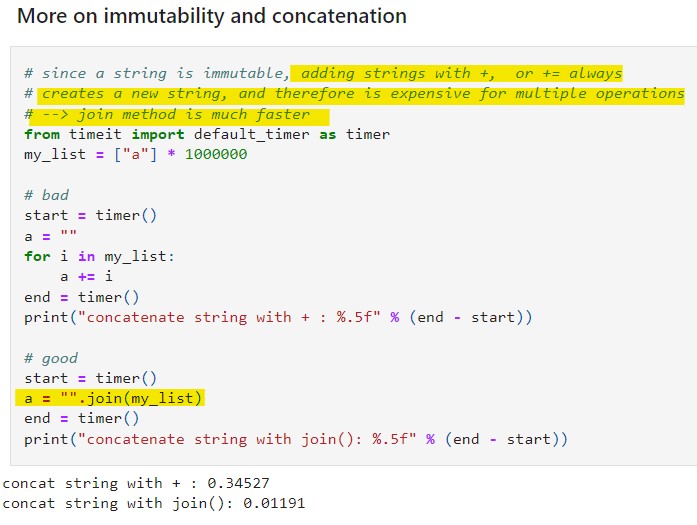 More on immutability and concatenation
# since a string is immutable, adding strings with +, or += always
# creates a new string, and therefore is expensive for multiple operations
# --> join method is much faster
from timeit import default_timer as timer
my_list = ["a"] * 1000000
# bad
start = timer()
a = ""
for i in my_list:
    a += i
end = timer()
print("concatenate string with + : %.5f" % (end - start))
# good
start = timer()
a = "".join(my_list)
end = timer()
print("concatenate string with join(): %.5f" % (end - start))
concat string with + : 0.34527
concat string with join(): 0.01191